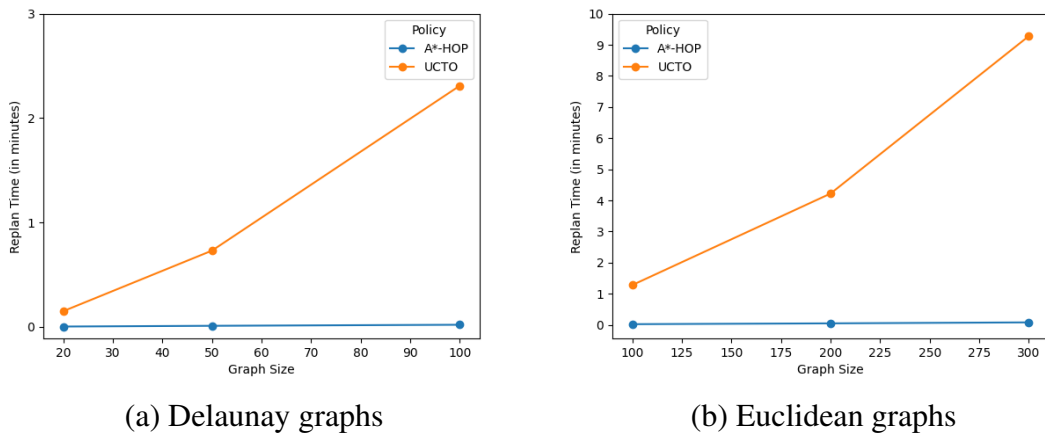 3
2
1
0
Replan Time (in minutes)
Policy
A*-HOP
UCTO
20 30 40 50 60 70 80 90 100
Graph Size
(a) Delaunay graphs
10
9
8
7
6
5
4
3
2
1
0
Replan Time (in minutes)
Policy
A*-HOP
UCTO
100 125 150 175 200 225 250 275 300
Graph Size
(b) Euclidean graphs